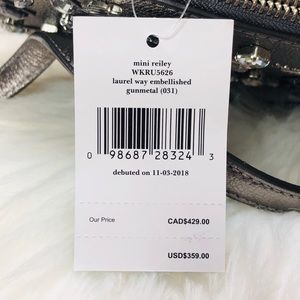 mini reiley
WKRU5626
laurel way embellished
gunmetal (031)
0 98687 28324 3
debuted on 11-03-2018
Our Price CAD$429.00
USD$359.00